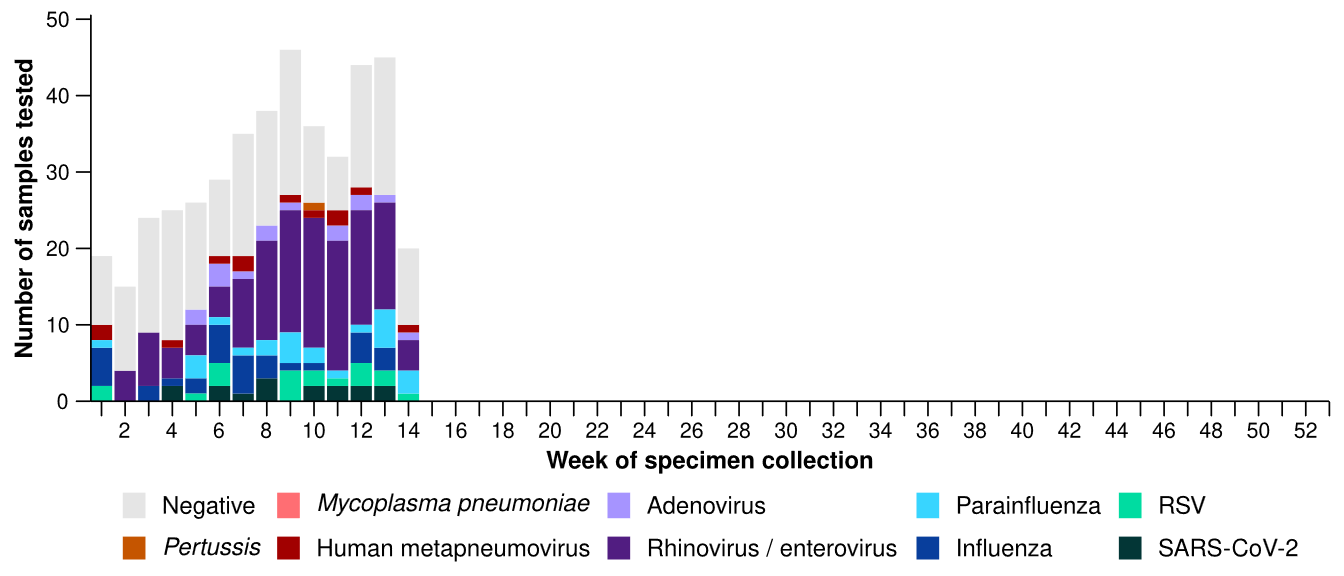 50
40
30
20
10
0
Number of samples tested
2 4 6 8 10 12 14 16 18 20 22 24 26 28 30 32 34 36 38 40 42 44 46 48 50 52
Week of specimen collection
Negative Mycoplasma pneumoniae Adenovirus Parainfluenza RSV
Pertussis Human metapneumovirus Rhinovirus / enterovirus Influenza SARS-CoV-2